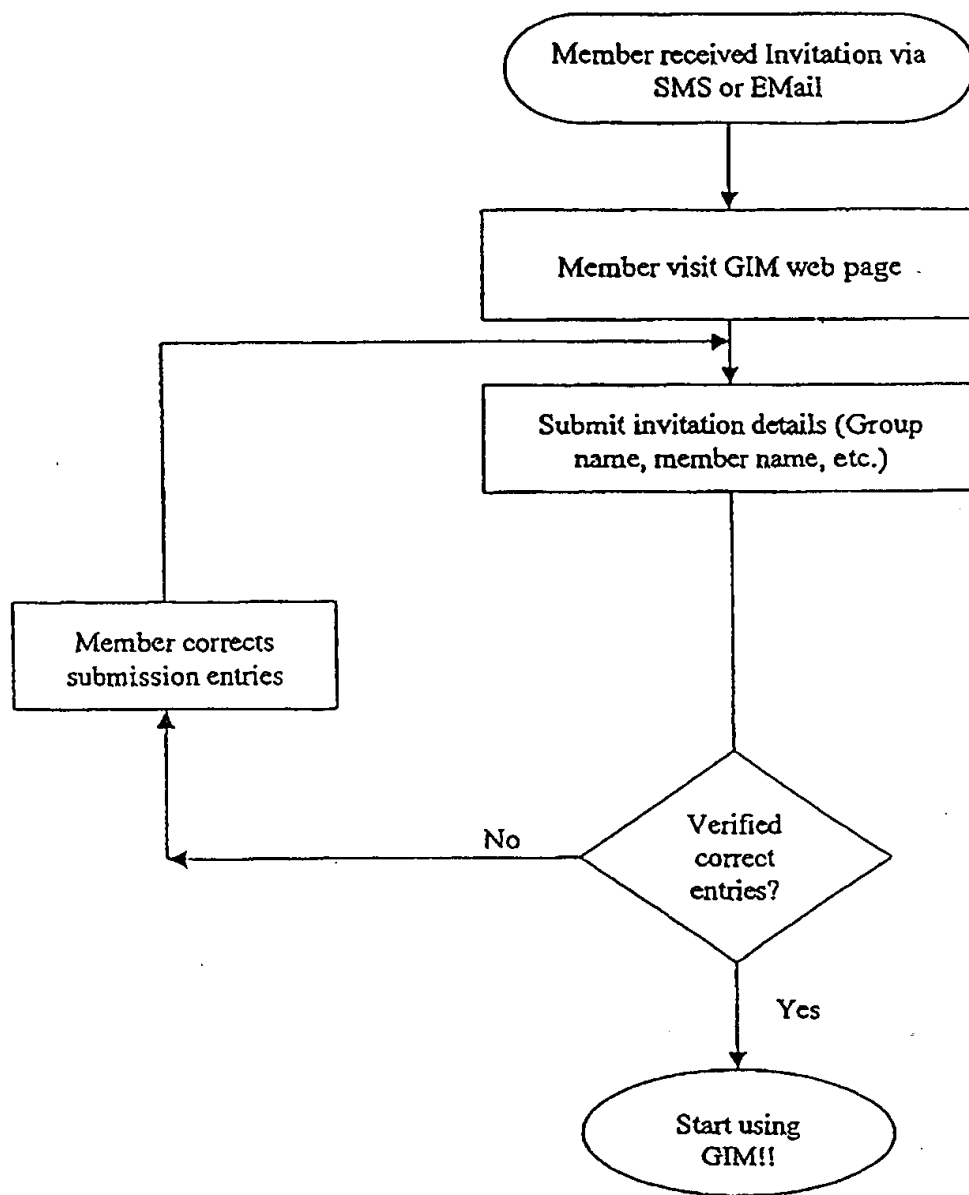 Member received Invitation via
SMS or EMail
Member visit GIM web page
Submit invitation details (Group
name, member name, etc.)
Member corrects
submission entries
No
Verified
correct
entries?
Yes
Start using
GIM!!